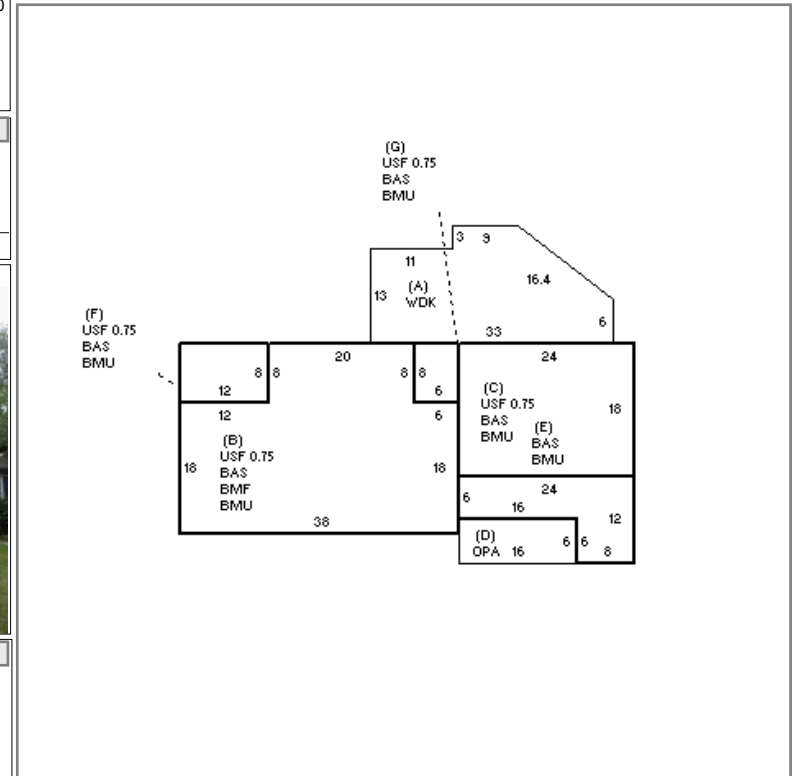 (G)
USF 0.75
BAS
BMU
3 9
11
16.4
(A)
WDK
13
6
33
(F)
USF 0.75
BAS
BMU
20
24
8 8
8 8
12
6
(C)
USF 0.75
BAS
BMU
18
12
6
(E)
BAS
BMU
(B)
USF 0.75
BAS
BMF
BMU
18
18
38
24
6
16
12
(D)
OPA 16
6 6
8